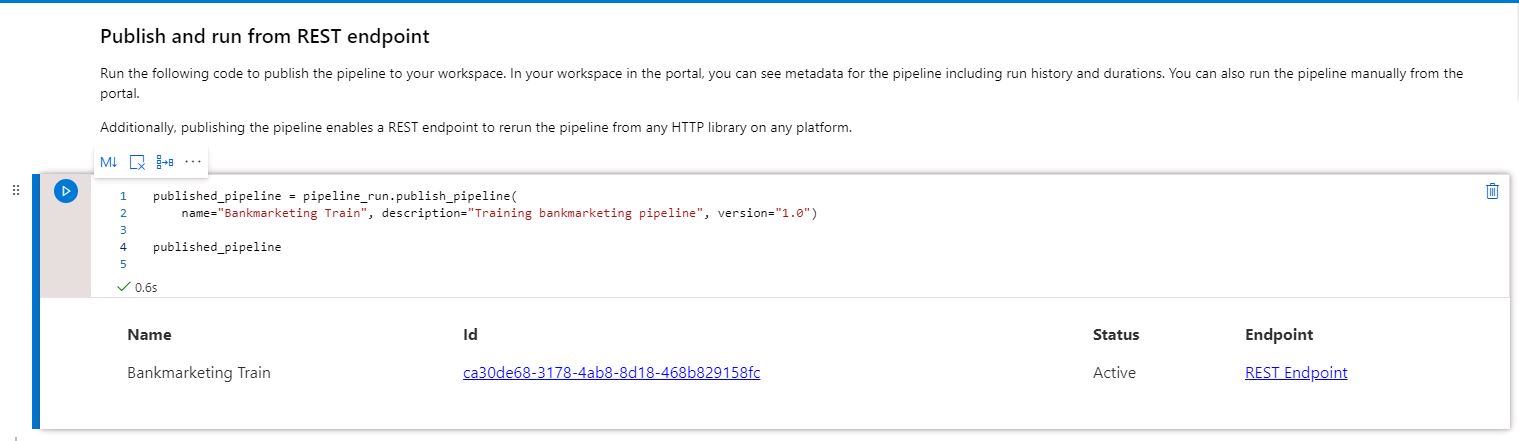 Publish and run from REST endpoint
Run the following code to publish the pipeline to your workspace. In your workspace in the portal, you can see metadata for the pipeline including run history and durations. You can also run the pipeline manually from the
portal.
Additionally, publishing the pipeline enables a REST endpoint to rerun the pipeline from any HTTP library on any platform.
M↓ ···
1 published_pipeline = pipeline_run.publish_pipeline(
2     name="Bankmarketing Train", description="Training bankmarketing pipeline", version="1.0")
3
4 published_pipeline
5
0.6s
Name Id Status Endpoint
Bankmarketing Train ca30de68-3178-4ab8-8d18-468b829158fc Active REST Endpoint